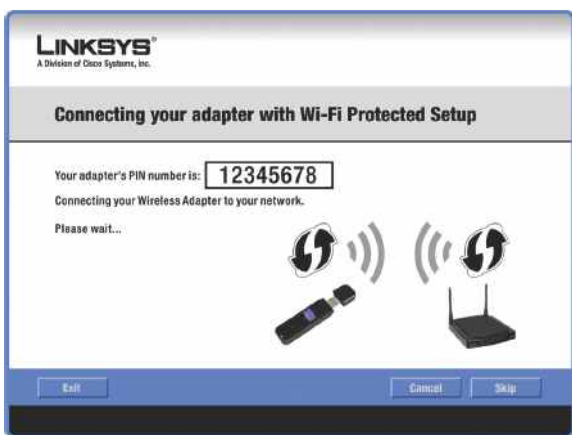 LINKSYS®
A Division of Cisco Systems, Inc.
Connecting your adapter with Wi-Fi Protected Setup
Your adapter's PIN number is: 12345678
Connecting your Wireless Adapter to your network.
Please wait...
Exit Cancel Skip